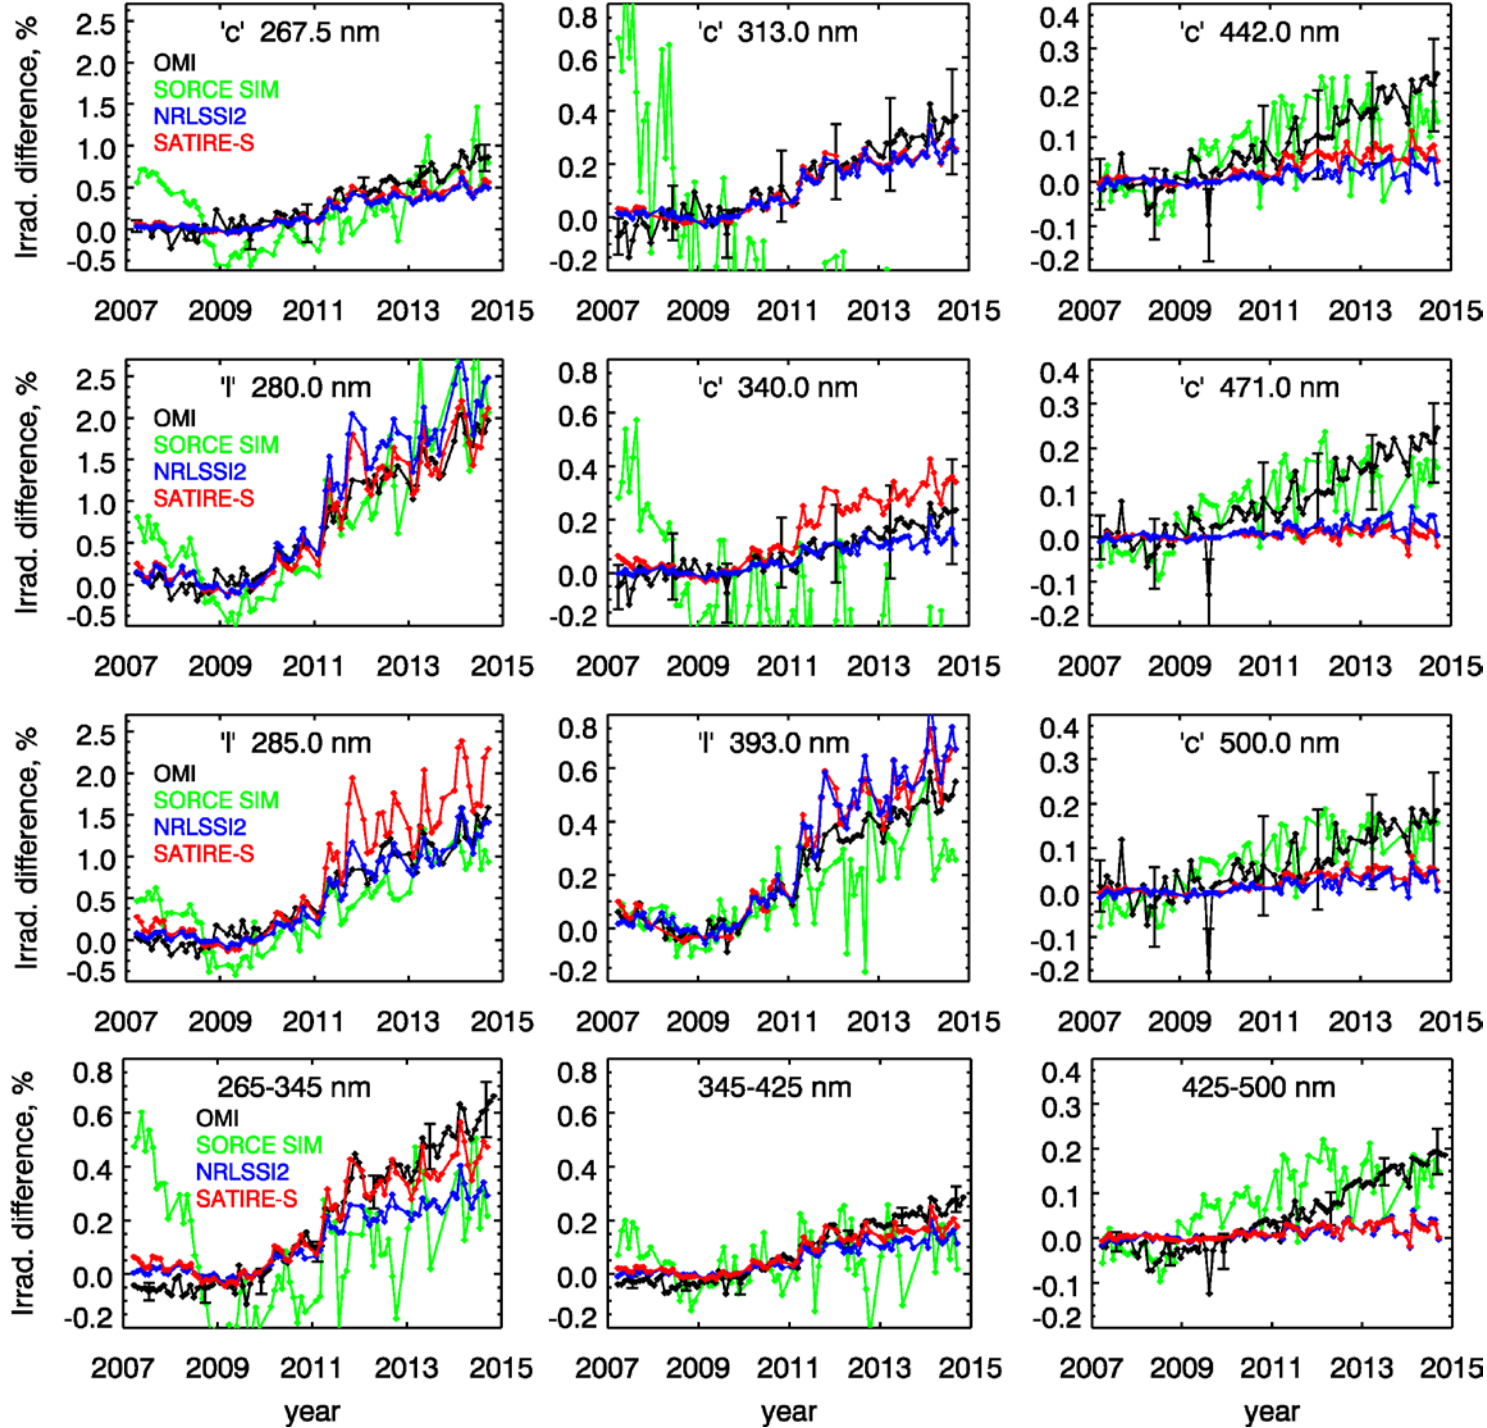 'c' 267.5 nm
OMI
SORCE SIM
NRLSSI2
SATIRE-S
Irrad. difference, %
2.5
2.0
1.5
1.0
0.5
0.0
-0.5
2007 2009 2011 2013 2015
'c' 313.0 nm
0.8
0.6
0.4
0.2
0.0
-0.2
2007 2009 2011 2013 2015
'c' 442.0 nm
0.4
0.3
0.2
0.1
0.0
-0.1
-0.2
2007 2009 2011 2013 2015
'l' 280.0 nm
OMI
SORCE SIM
NRLSSI2
SATIRE-S
Irrad. difference, %
2.5
2.0
1.5
1.0
0.5
0.0
-0.5
2007 2009 2011 2013 2015
'c' 340.0 nm
0.8
0.6
0.4
0.2
0.0
-0.2
2007 2009 2011 2013 2015
'c' 471.0 nm
0.4
0.3
0.2
0.1
0.0
-0.1
-0.2
2007 2009 2011 2013 2015
'l' 285.0 nm
OMI
SORCE SIM
NRLSSI2
SATIRE-S
Irrad. difference, %
2.5
2.0
1.5
1.0
0.5
0.0
-0.5
2007 2009 2011 2013 2015
'l' 393.0 nm
0.8
0.6
0.4
0.2
0.0
-0.2
2007 2009 2011 2013 2015
'c' 500.0 nm
0.4
0.3
0.2
0.1
0.0
-0.1
-0.2
2007 2009 2011 2013 2015
265-345 nm
OMI
SORCE SIM
NRLSSI2
SATIRE-S
Irrad. difference, %
0.8
0.6
0.4
0.2
0.0
-0.2
2007 2009 2011 2013 2015
year
345-425 nm
0.8
0.6
0.4
0.2
0.0
-0.2
2007 2009 2011 2013 2015
year
425-500 nm
0.4
0.3
0.2
0.1
0.0
-0.1
-0.2
2007 2009 2011 2013 2015
year